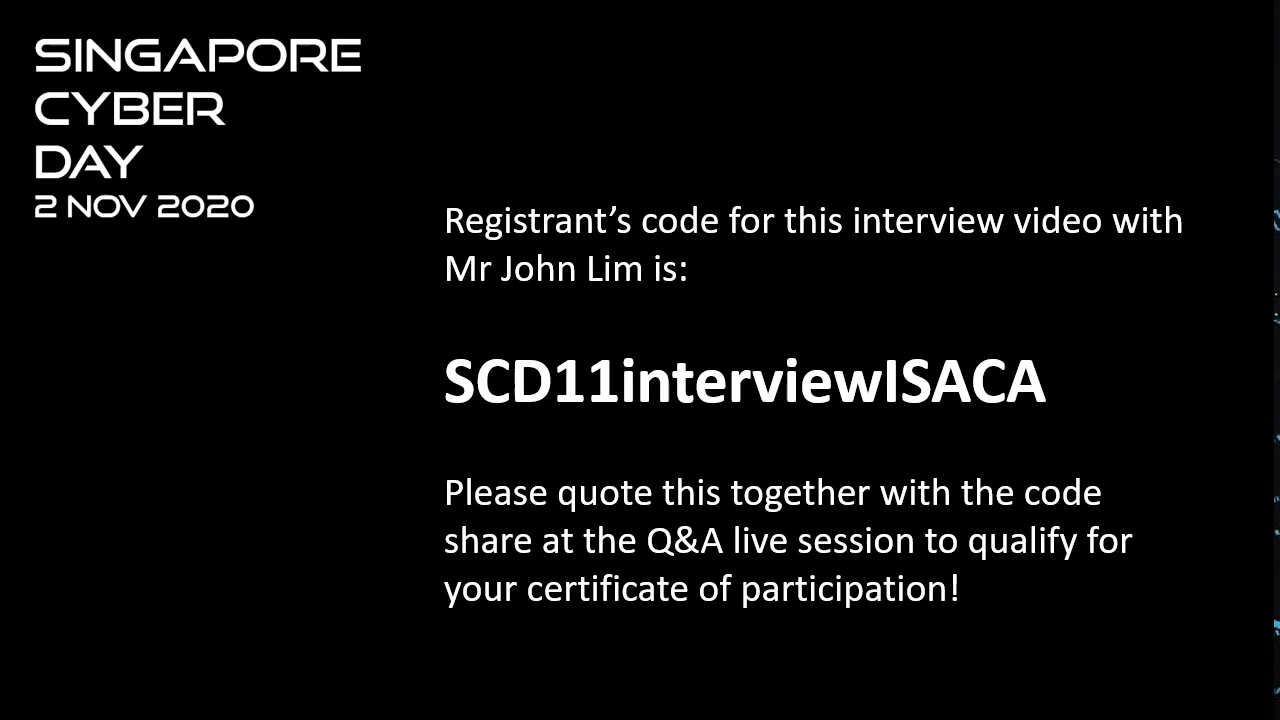 SINGAPORE
CYBER
DAY
2 NOV 2020
Registrant’s code for this interview video with
Mr John Lim is:
SCD11interviewISACA
Please quote this together with the code
share at the Q&A live session to qualify for
your certificate of participation!